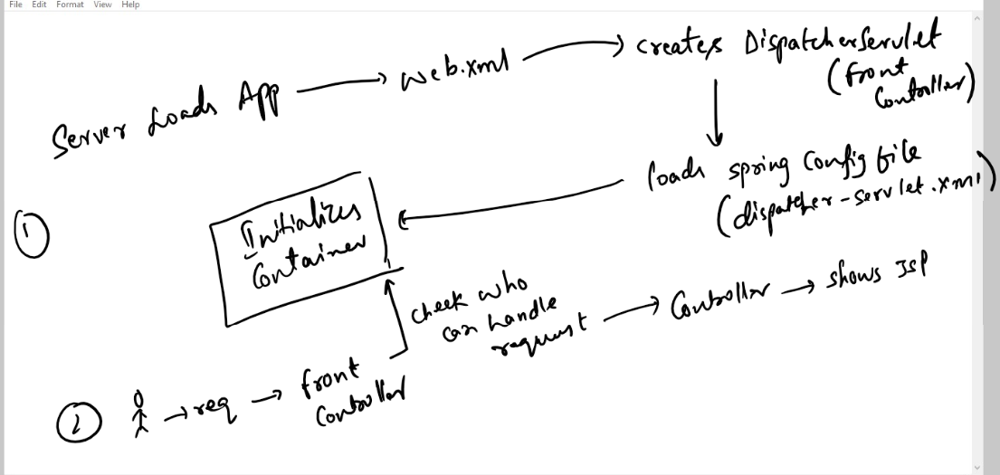 File Edit Format View Help
Server Loads App → web.xml → creates DispatcherServlet
(Front
Controller)
loads spring config file
(dispatcher-servlet.xml)
①
Initializes
Container
check who
can handle
request → Controller → shows JSP
② → req → front
Controller